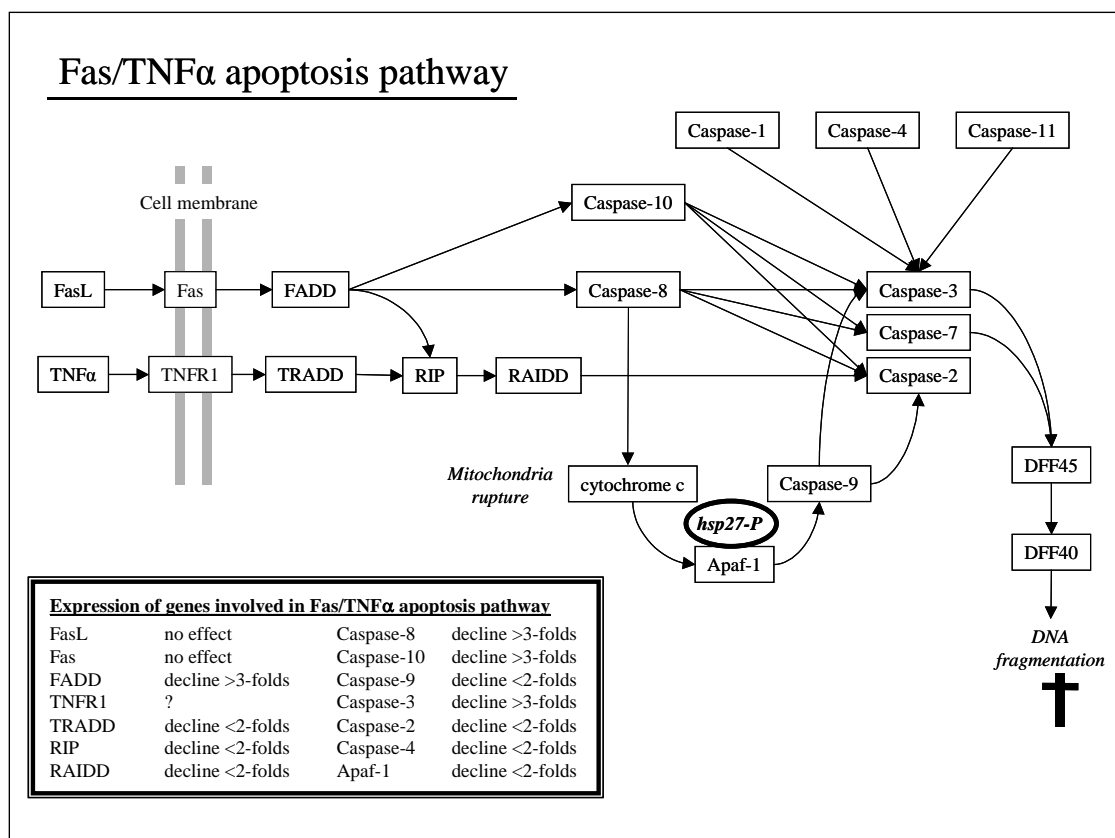 Fas/TNFα apoptosis pathway
Caspase-1
Caspase-4
Caspase-11
Cell membrane
Caspase-10
FasL
Fas
FADD
Caspase-8
Caspase-3
Caspase-7
TNFα
TNFR1
TRADD
RIP
RAIDD
Caspase-2
Mitochondria
rupture
cytochrome c
Caspase-9
DFF45
hsp27-P
Apaf-1
DFF40
DNA
fragmentation
Expression of genes involved in Fas/TNFα apoptosis pathway
FasL no effect Caspase-8 decline >3-folds
Fas no effect Caspase-10 decline >3-folds
FADD decline >3-folds Caspase-9 decline <2-folds
TNFR1 ? Caspase-3 decline >3-folds
TRADD decline <2-folds Caspase-2 decline <2-folds
RIP decline <2-folds Caspase-4 decline <2-folds
RAIDD decline <2-folds Apaf-1 decline <2-folds